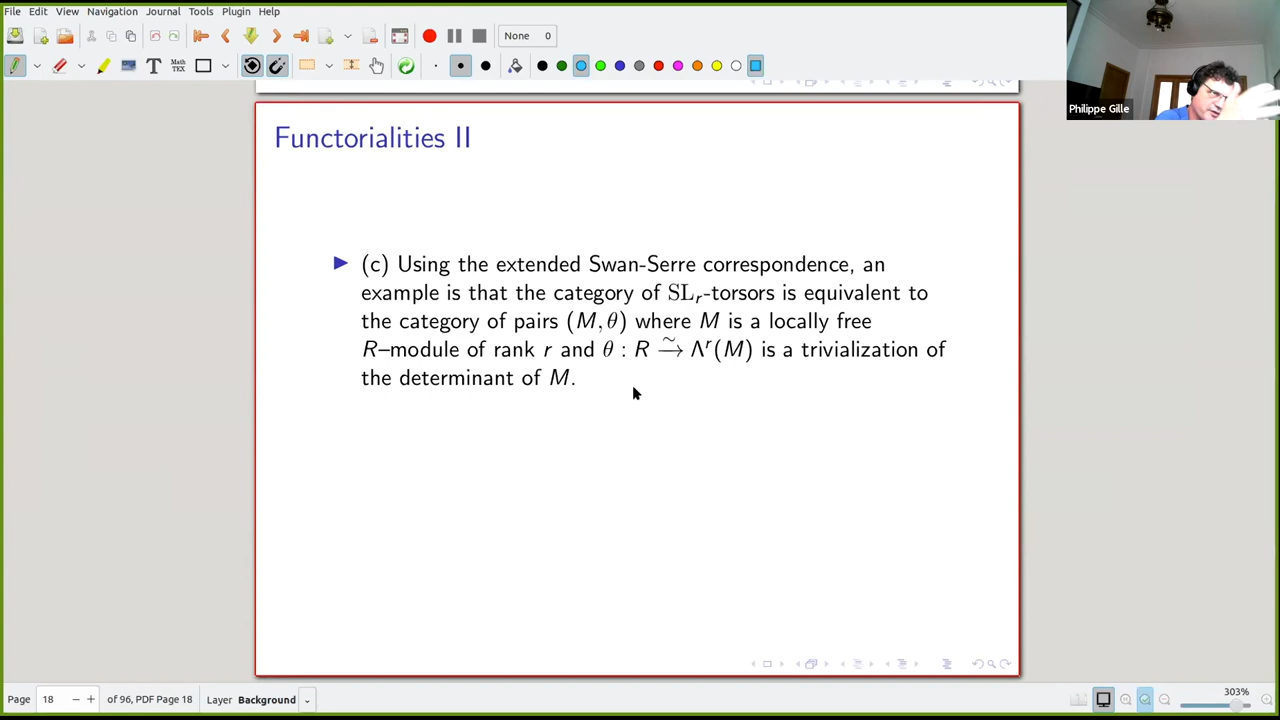 File Edit View Navigation Journal Tools Plugin Help
None 0
Philippe Gille
Functorialities II
(c) Using the extended Swan-Serre correspondence, an
example is that the category of SLᵣ-torsors is equivalent to
the category of pairs (M, θ) where M is a locally free
R–module of rank r and θ : R ⥲ Λʳ(M) is a trivialization of
the determinant of M.
Page 18 of 96, PDF Page 18 Layer Background 303%